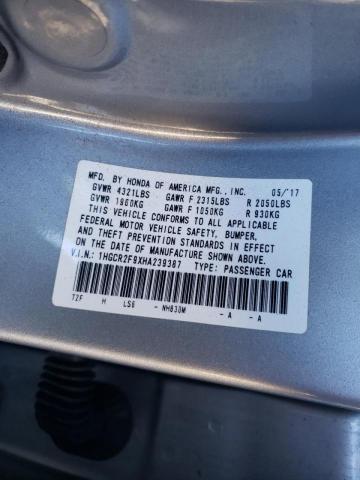 MFD. BY HONDA OF AMERICA MFG., INC. 05/'17
GVWR 4321LBS GAWR F 2315LBS R 2050LBS
GVWR 1960KG GAWR F 1050KG R 930KG
THIS VEHICLE CONFORMS TO ALL APPLICABLE
FEDERAL MOTOR VEHICLE SAFETY, BUMPER,
AND THEFT PREVENTION STANDARDS IN EFFECT
ON THE DATE OF MANUFACTURE SHOWN ABOVE.
V.I.N.: 1HGCR2F9XHA239387 TYPE: PASSENGER CAR
T2F H LS6 - NH830M - A - A